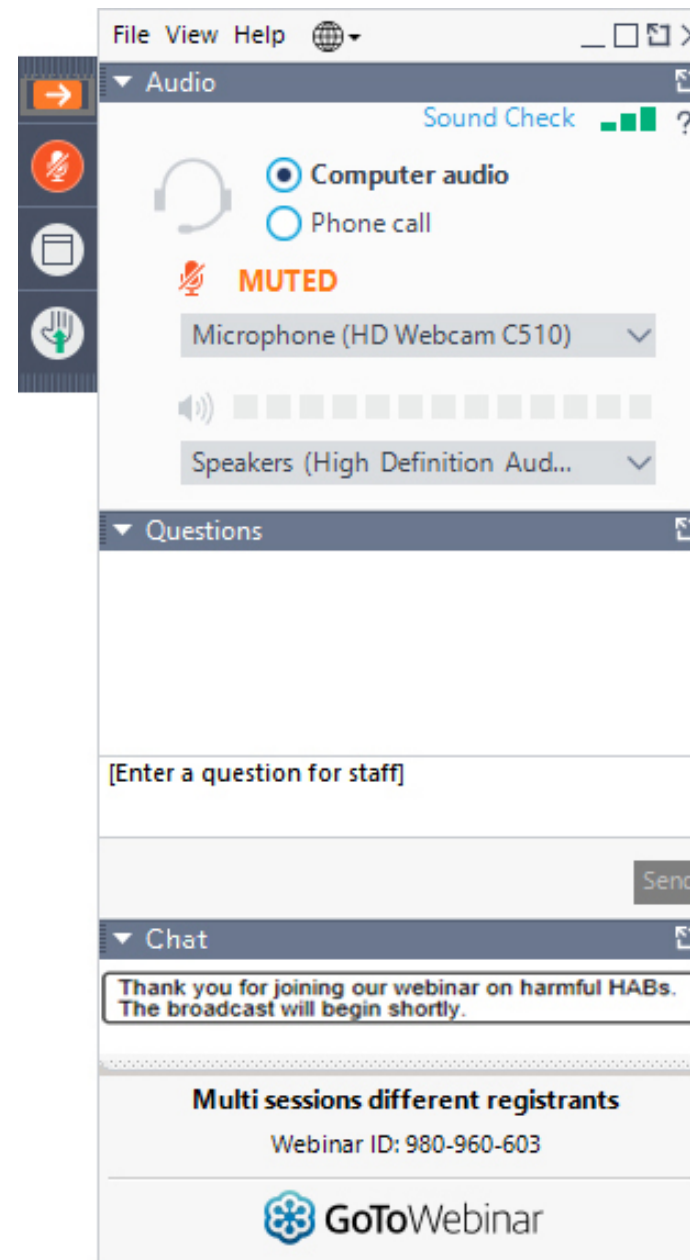 File View Help
Audio
Sound Check ?
Computer audio
Phone call
MUTED
Microphone (HD Webcam C510)
Speakers (High Definition Aud...
Questions
[Enter a question for staff]
Send
Chat
Thank you for joining our webinar on harmful HABs.
The broadcast will begin shortly.
Multi sessions different registrants
Webinar ID: 980-960-603
GoToWebinar